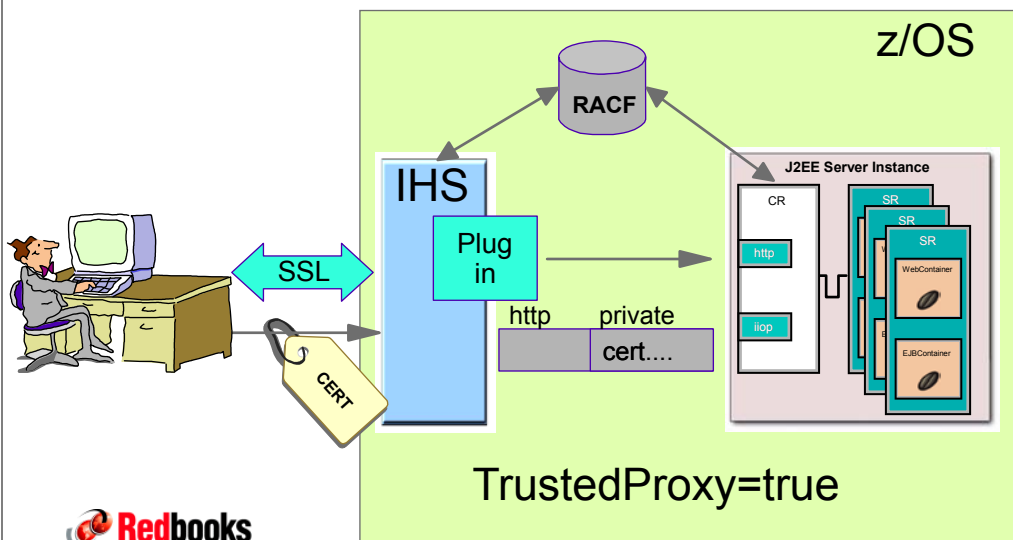 z/OS
RACF
IHS
Plug
in
SSL
CERT
http private
cert....
J2EE Server Instance
CR
http
iiop
SR
SR
SR
WebContainer
EJBContainer
TrustedProxy=true
Redbooks